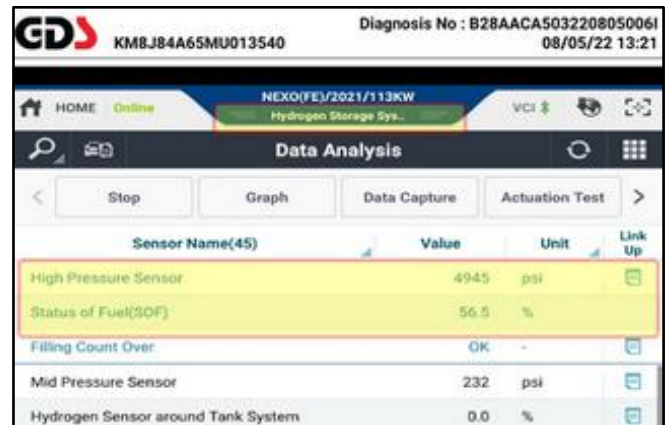 GDS KM8J84A65MU013540 Diagnosis No : B28AACA503220805006I
08/05/22 13:21
NEXO(FE)/2021/113KW
HOME Online Hydrogen Storage Sys.. VCI
Data Analysis
< Stop Graph Data Capture Actuation Test >
Sensor Name(45) Value Unit Link Up
High Pressure Sensor 4945 psi
Status of Fuel(SOF) 56.5 %
Filling Count Over OK -
Mid Pressure Sensor 232 psi
Hydrogen Sensor around Tank System 0.0 %